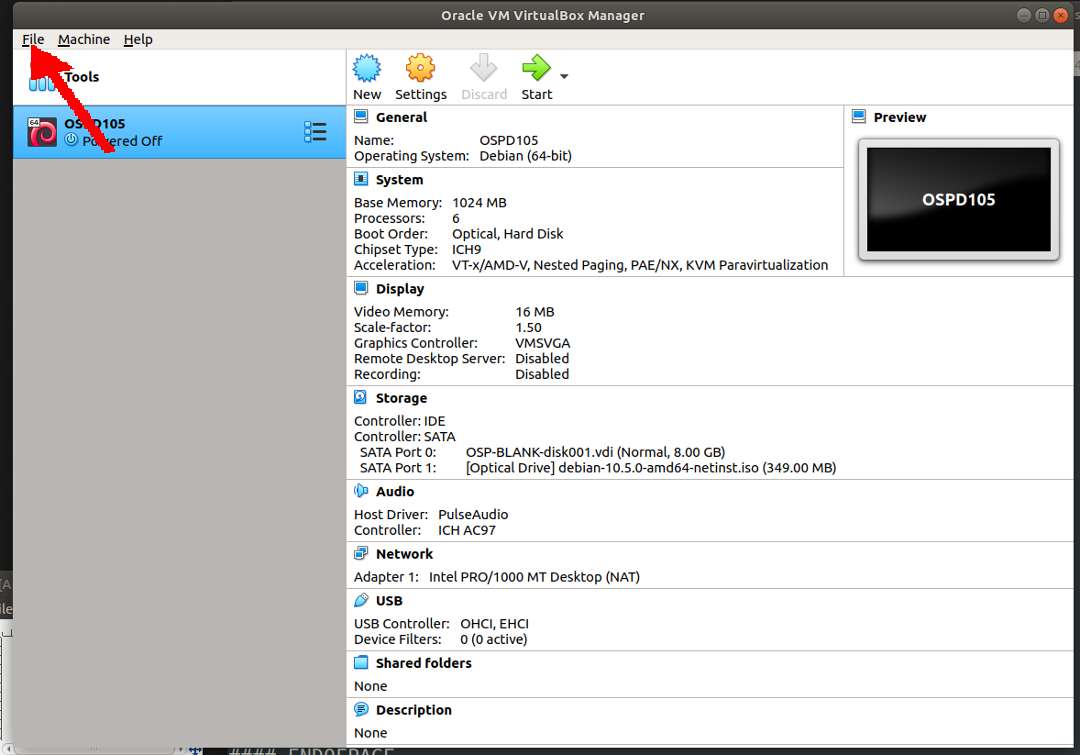 Oracle VM VirtualBox Manager
File Machine Help
Tools
New Settings Discard Start
64
OSPD105
Powered Off
General
Name: OSPD105
Operating System: Debian (64-bit)
Preview
OSPD105
System
Base Memory: 1024 MB
Processors: 6
Boot Order: Optical, Hard Disk
Chipset Type: ICH9
Acceleration: VT-x/AMD-V, Nested Paging, PAE/NX, KVM Paravirtualization
Display
Video Memory: 16 MB
Scale-factor: 1.50
Graphics Controller: VMSVGA
Remote Desktop Server: Disabled
Recording: Disabled
Storage
Controller: IDE
Controller: SATA
SATA Port 0: OSP-BLANK-disk001.vdi (Normal, 8.00 GB)
SATA Port 1: [Optical Drive] debian-10.5.0-amd64-netinst.iso (349.00 MB)
Audio
Host Driver: PulseAudio
Controller: ICH AC97
Network
Adapter 1: Intel PRO/1000 MT Desktop (NAT)
USB
USB Controller: OHCI, EHCI
Device Filters: 0 (0 active)
Shared folders
None
Description
None